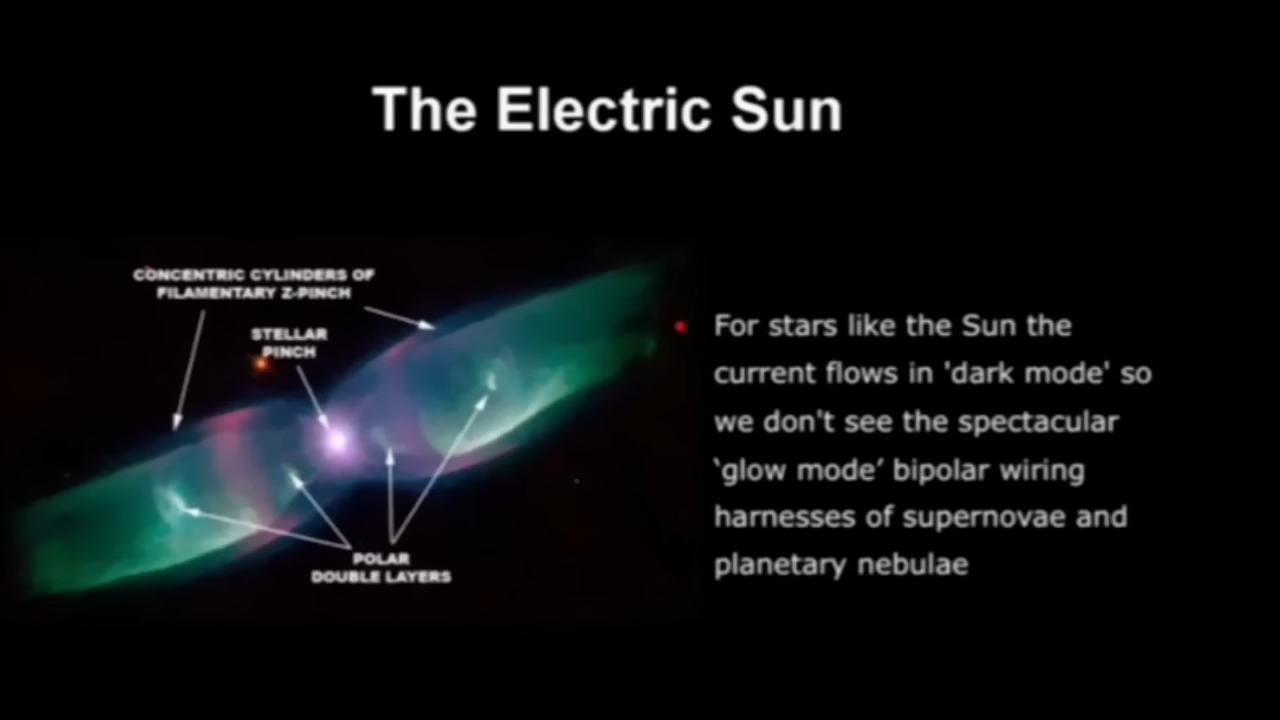 The Electric Sun
CONCENTRIC CYLINDERS OF
FILAMENTARY Z-PINCH
STELLAR
PINCH
POLAR
DOUBLE LAYERS
For stars like the Sun the
current flows in 'dark mode' so
we don't see the spectacular
‘glow mode’ bipolar wiring
harnesses of supernovae and
planetary nebulae